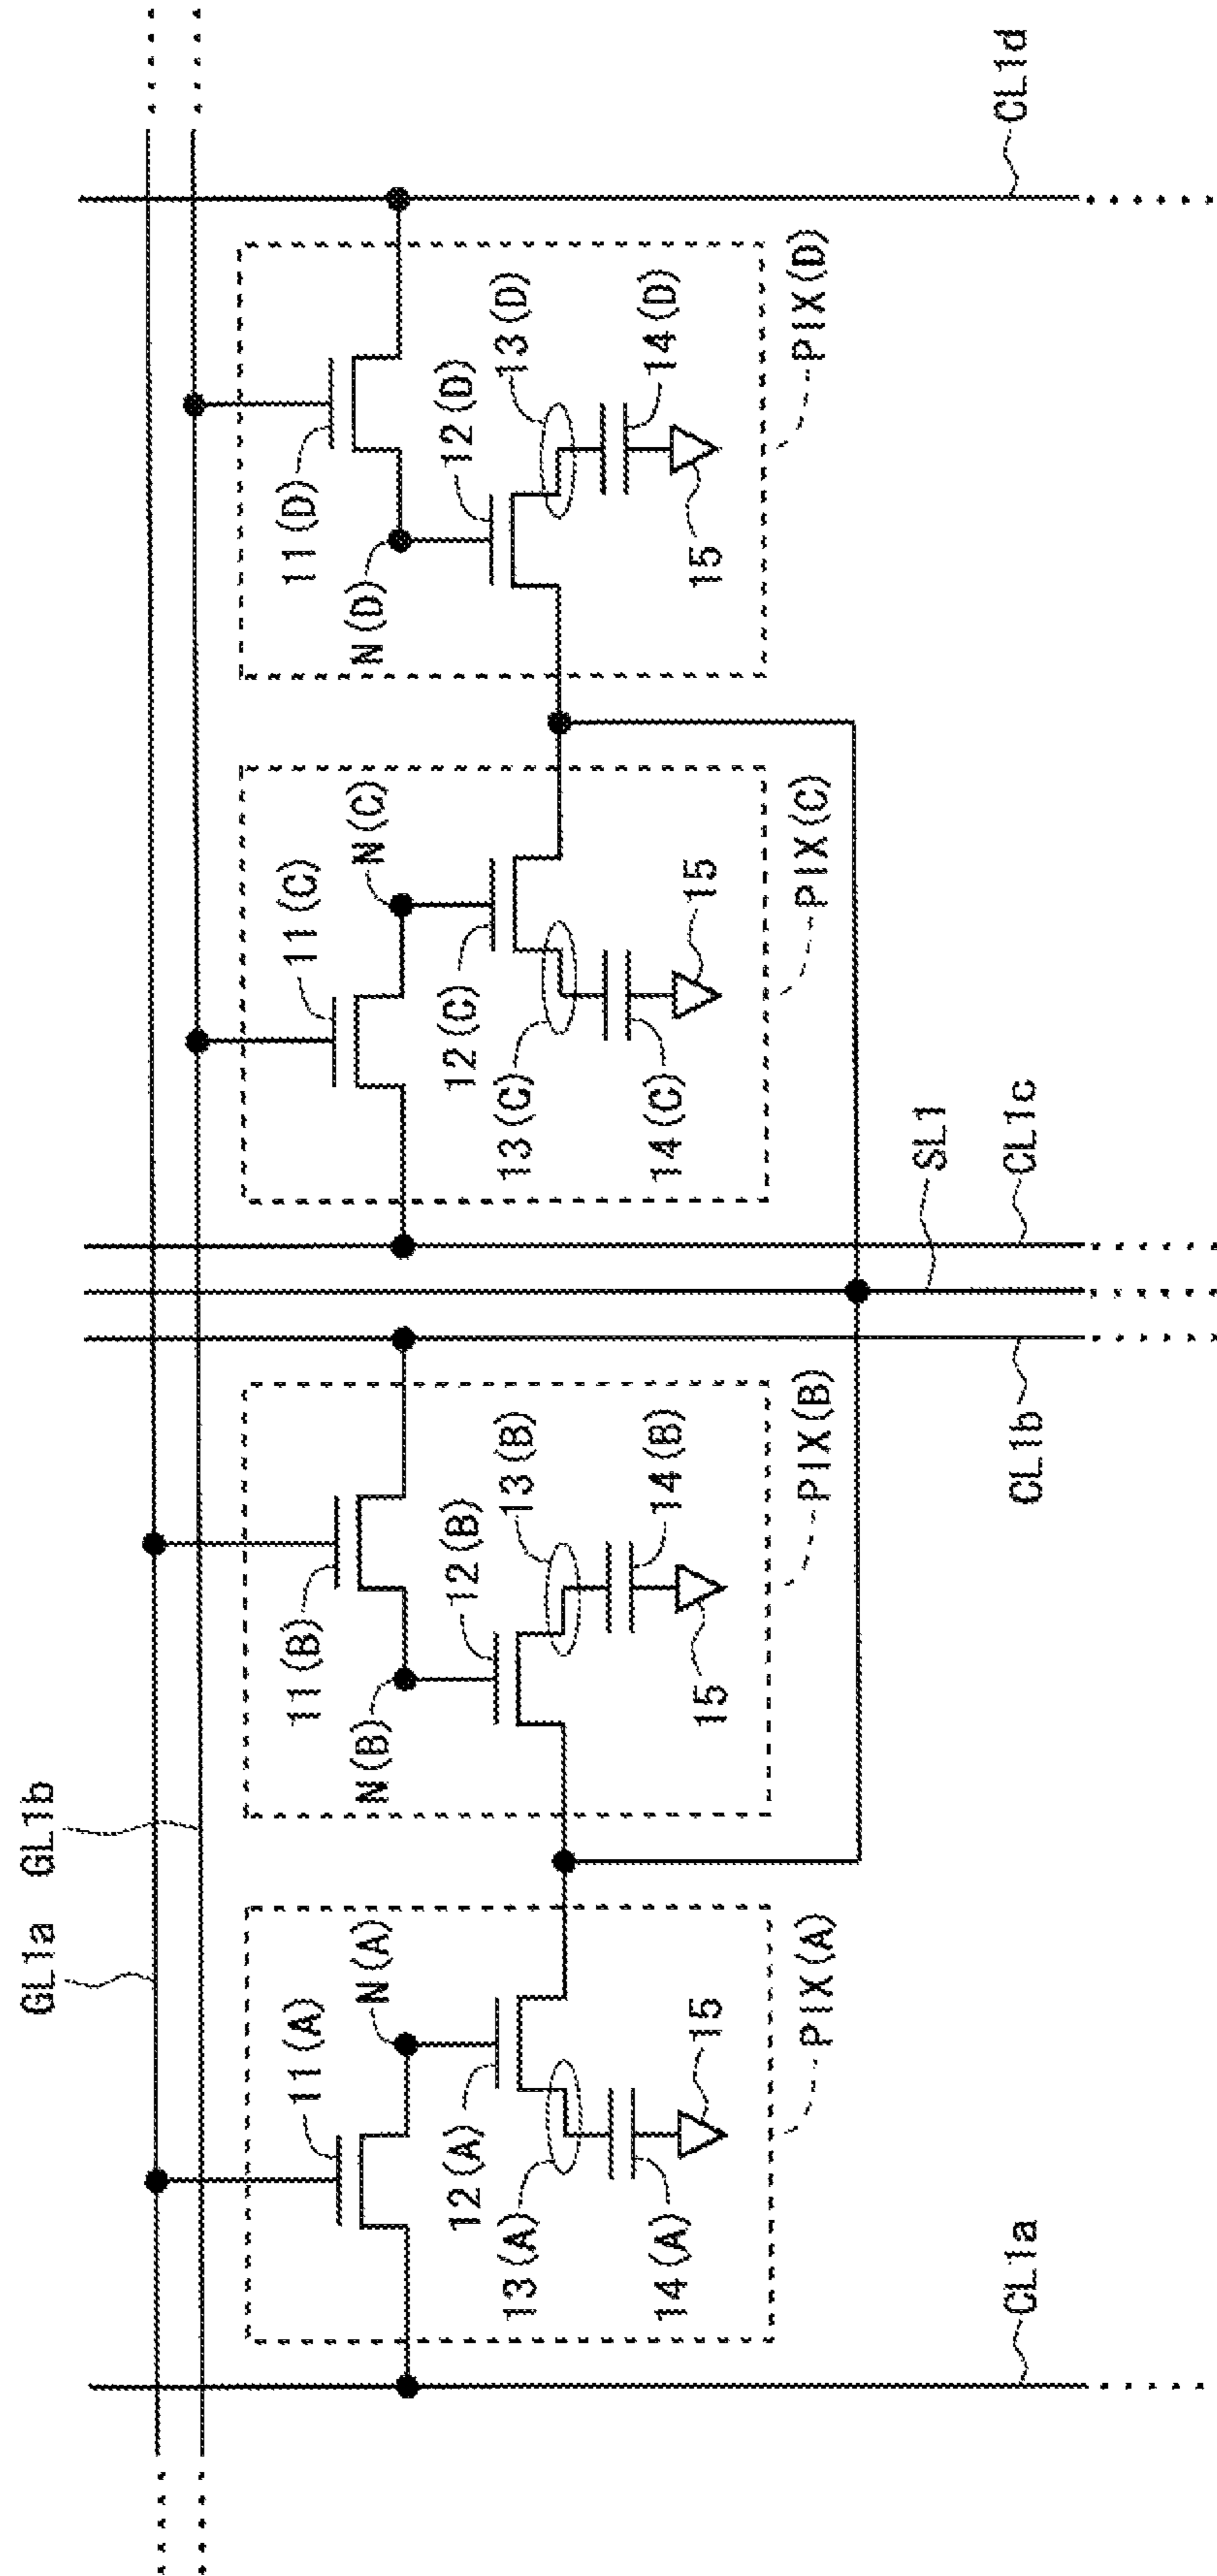 GL1a GL1b
11(A)
N(A)
12(A)
13(A)
14(A)
15
PIX(A)
CL1a
11(B)
N(B)
12(B)
13(B)
14(B)
15
PIX(B)
CL1b
SL1
CL1c
11(C)
N(C)
12(C)
13(C)
14(C)
15
PIX(C)
11(D)
N(D)
12(D)
13(D)
14(D)
15
PIX(D)
CL1d